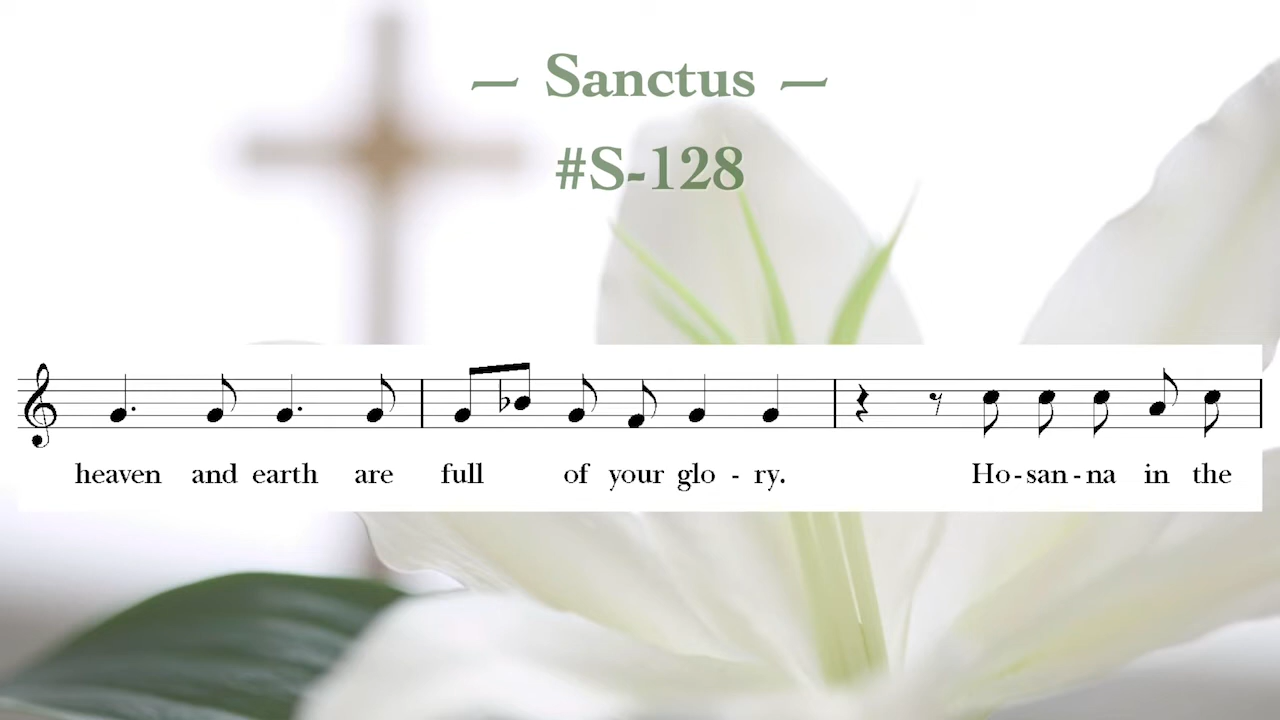 — Sanctus —
#S-128
heaven and earth are full of your glo - ry. Ho - san - na in the